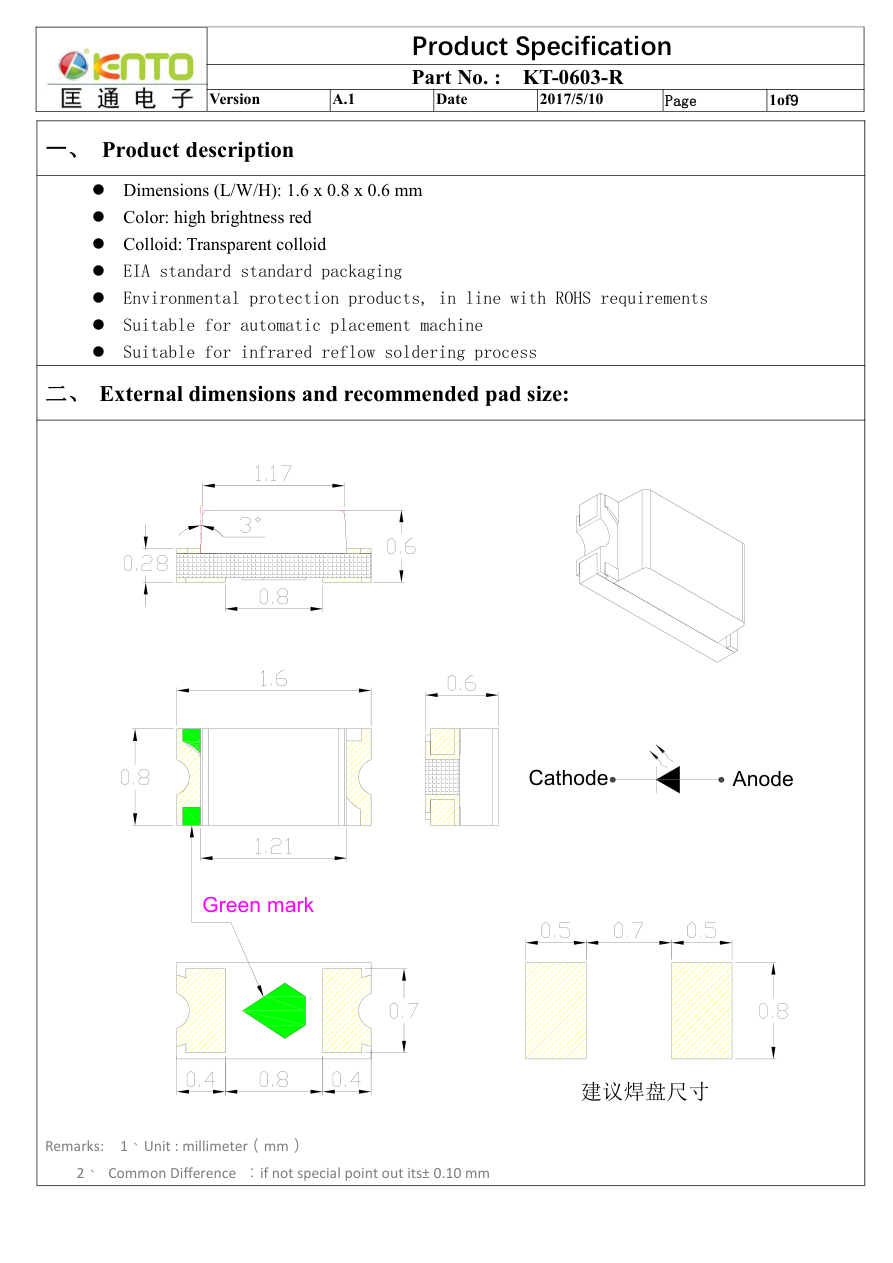 KENTO
匡通电子
Product Specification
Part No. : KT-0603-R
Version A.1 Date 2017/5/10 Page 1of9
一、 Product description
● Dimensions (L/W/H): 1.6 x 0.8 x 0.6 mm
● Color: high brightness red
● Colloid: Transparent colloid
● EIA standard standard packaging
● Environmental protection products, in line with ROHS requirements
● Suitable for automatic placement machine
● Suitable for infrared reflow soldering process
二、 External dimensions and recommended pad size:
1.17
3°
0.6
0.28
0.8
1.6
0.6
0.8
Cathode Anode
1.21
Green mark
0.5 0.7 0.5
0.7
0.8
0.4 0.8 0.4
建议焊盘尺寸
Remarks: 1、Unit : millimeter（mm）
2、 Common Difference ：if not special point out its± 0.10 mm